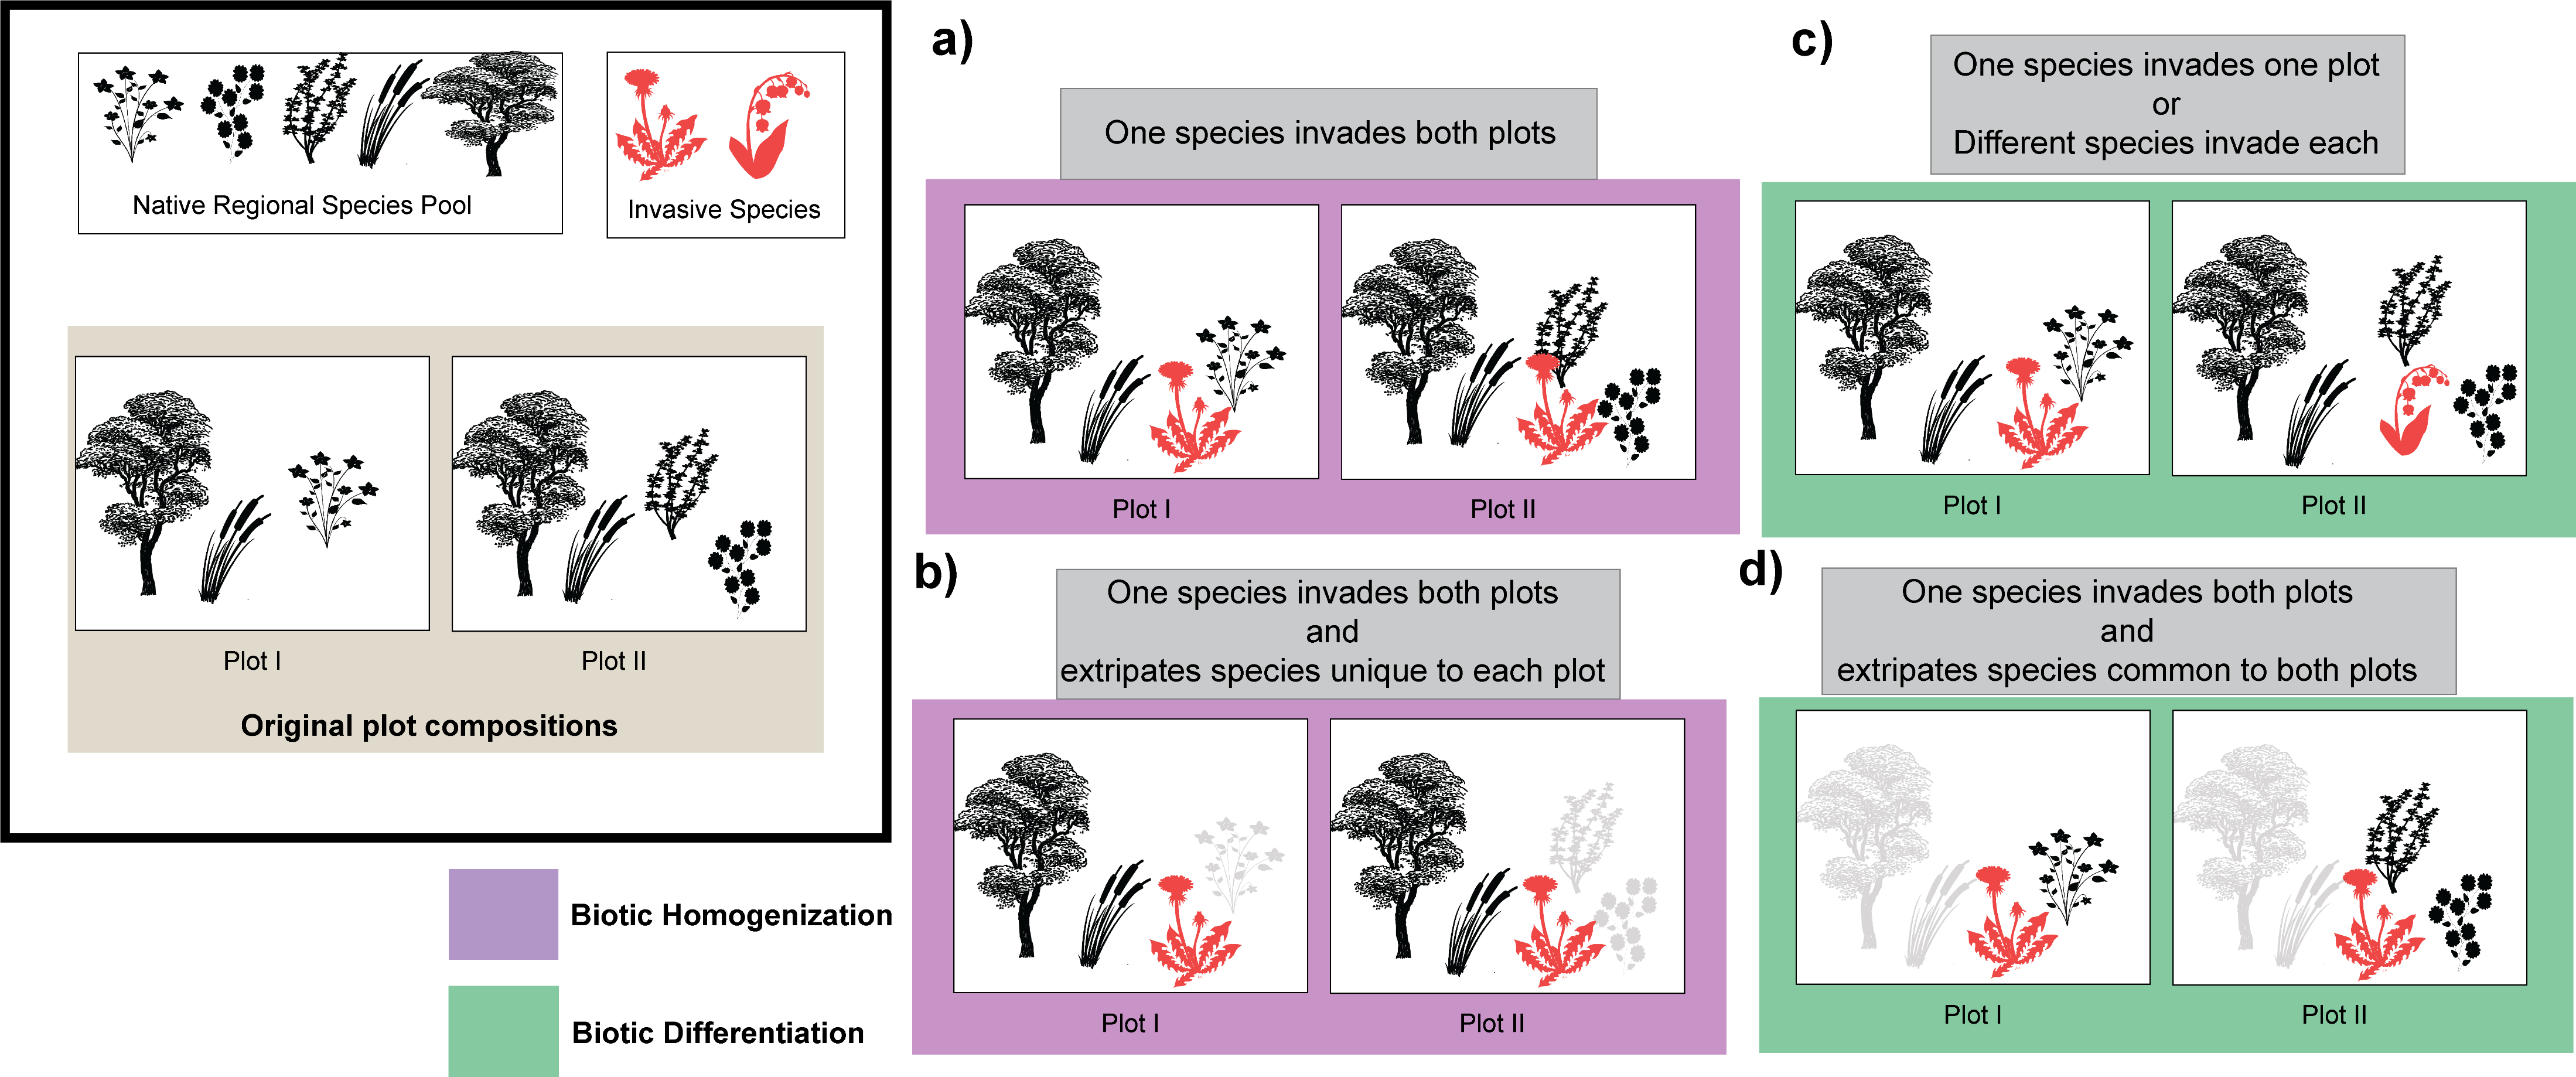 Native Regional Species Pool
Invasive Species
Plot I
Plot II
Original plot compositions
Biotic Homogenization
Biotic Differentiation
a)
One species invades both plots
Plot I
Plot II
b)
One species invades both plots
and
extripates species unique to each plot
Plot I
Plot II
c)
One species invades one plot
or
Different species invade each
Plot I
Plot II
d)
One species invades both plots
and
extripates species common to both plots
Plot I
Plot II